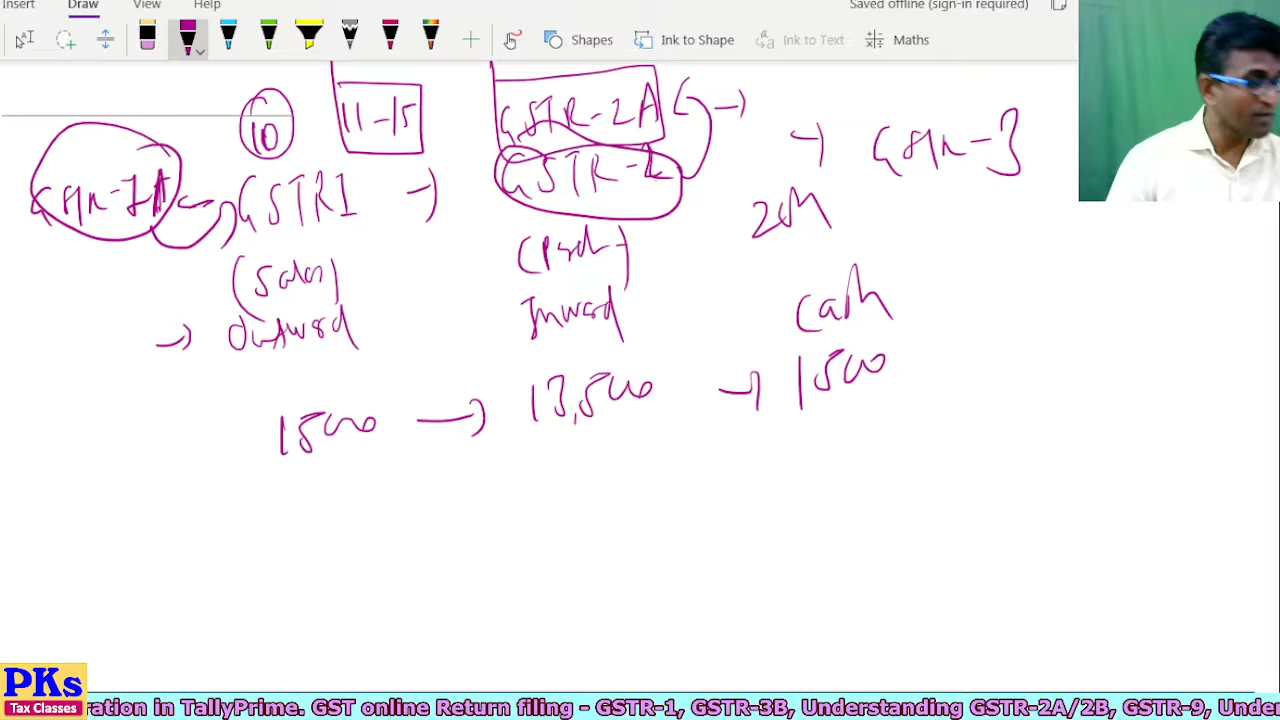 Insert Draw View Help Saved offline (sign-in required)
Shapes Ink to Shape Ink to Text Maths
10 11-15 GSTR-2A
GSTR1 GSTR-2 GSTR-3
20th
(Sales)
Outward Inward Cash
1500 13,500 1500
PKs
Tax Classes
ration in TallyPrime. GST online Return filing - GSTR-1, GSTR-3B, Understanding GSTR-2A/2B, GSTR-9, Under